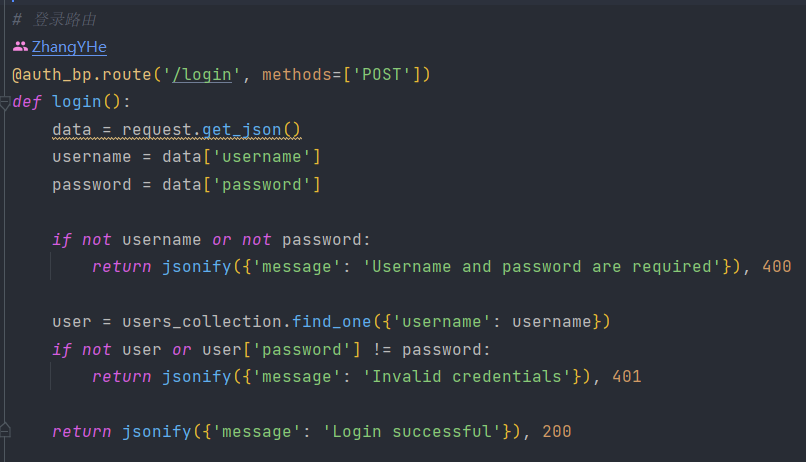 # 登录路由
ZhangYHe
@auth_bp.route('/login', methods=['POST'])
def login():
    data = request.get_json()
    username = data['username']
    password = data['password']

    if not username or not password:
        return jsonify({'message': 'Username and password are required'}), 400

    user = users_collection.find_one({'username': username})
    if not user or user['password'] != password:
        return jsonify({'message': 'Invalid credentials'}), 401

    return jsonify({'message': 'Login successful'}), 200